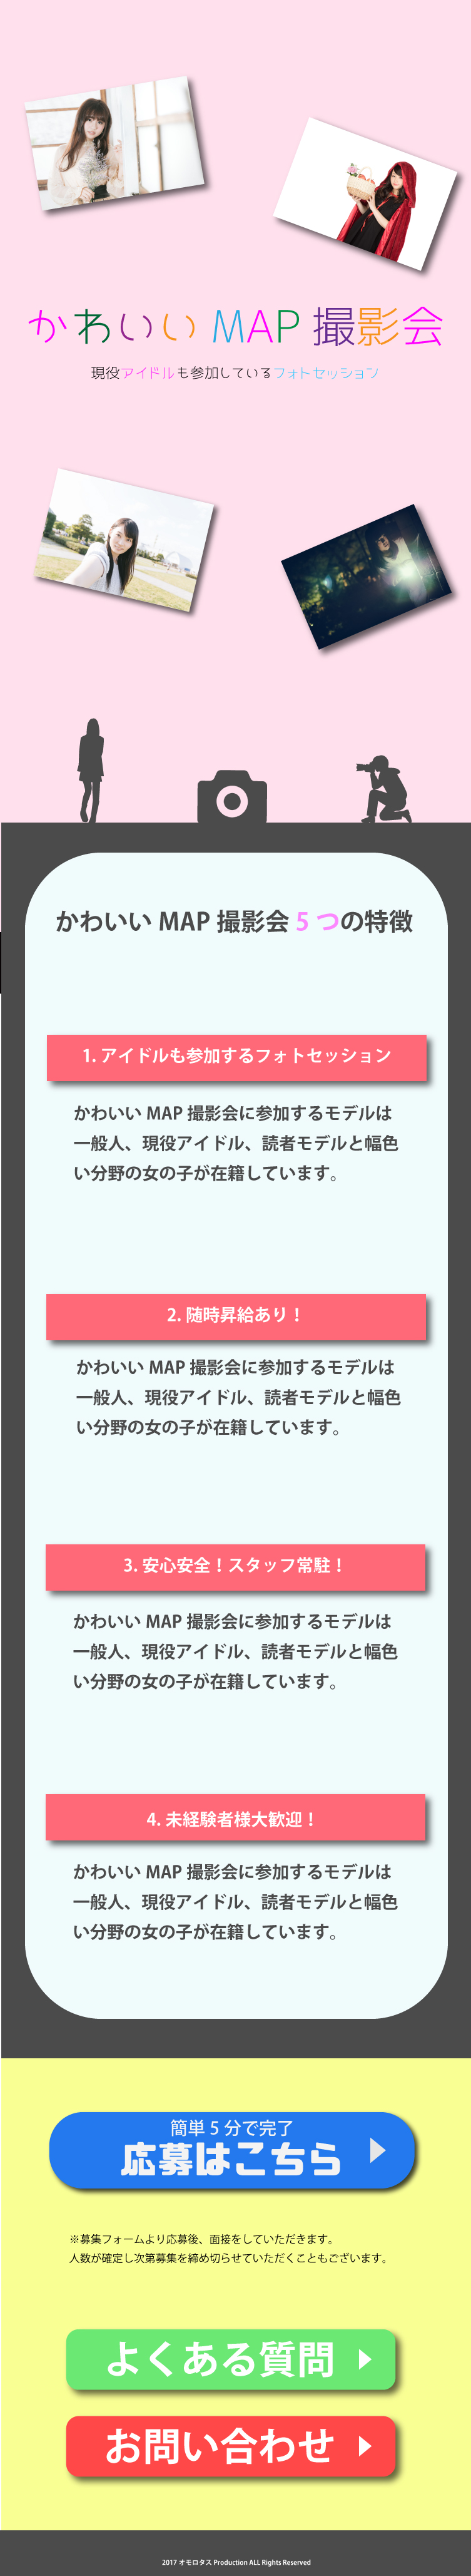 かわいい MAP 撮影会
現役アイドルも参加しているフォトセッション
かわいい MAP 撮影会 5 つの特徴
1. アイドルも参加するフォトセッション
かわいい MAP 撮影会に参加するモデルは
一般人、現役アイドル、読者モデルと幅色
い分野の女の子が在籍しています。
2. 随時昇給あり！
かわいい MAP 撮影会に参加するモデルは
一般人、現役アイドル、読者モデルと幅色
い分野の女の子が在籍しています。
3. 安心安全！スタッフ常駐！
かわいい MAP 撮影会に参加するモデルは
一般人、現役アイドル、読者モデルと幅色
い分野の女の子が在籍しています。
4. 未経験者様大歓迎！
かわいい MAP 撮影会に参加するモデルは
一般人、現役アイドル、読者モデルと幅色
い分野の女の子が在籍しています。
簡単 5 分で完了
応募はこちら
※募集フォームより応募後、面接をしていただきます。
人数が確定し次第募集を締め切らせていただくこともございます。
よくある質問
お問い合わせ
2017 オモロタス Production ALL Rights Reserved